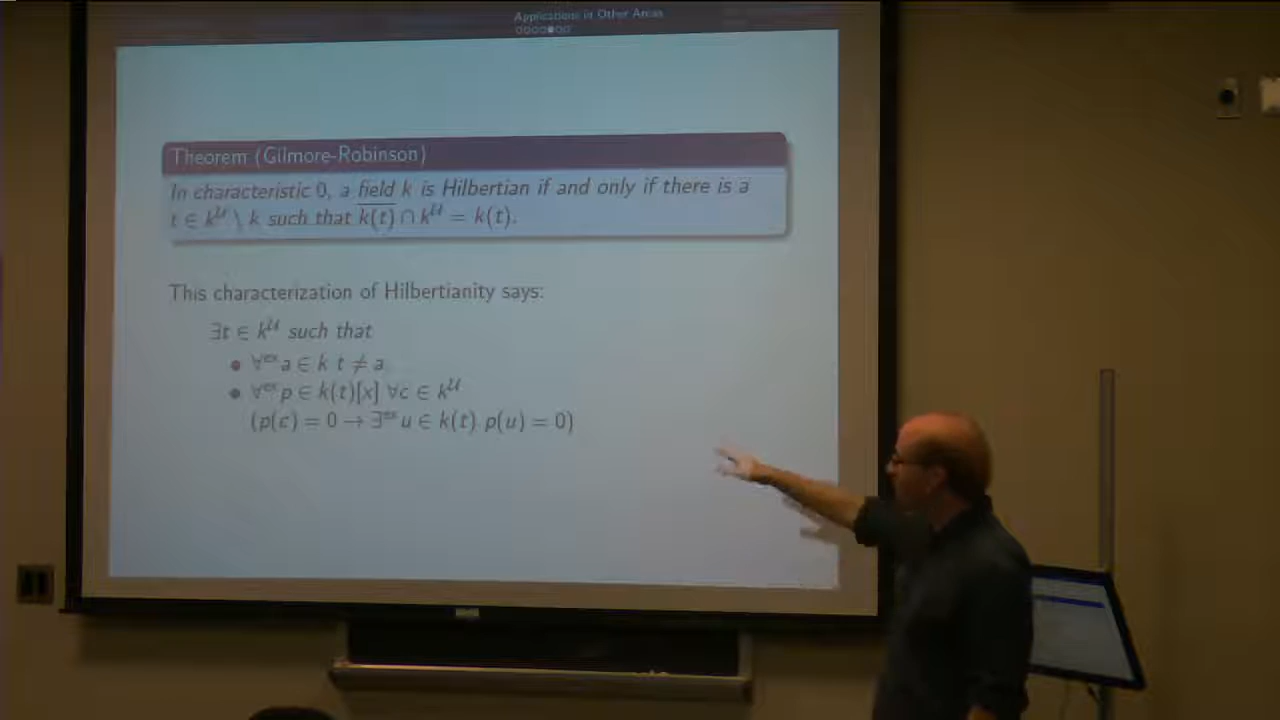 Applications in Other Areas
Theorem (Gilmore-Robinson)
In characteristic 0, a field k is Hilbertian if and only if there is a
t ∈ k^𝒰 \ k such that \overline{k(t)} ∩ k^𝒰 = k(t).
This characterization of Hilbertianity says:
∃t ∈ k^𝒰 such that
• ∀^{ex} a ∈ k t ≠ a
• ∀^{ex} p ∈ k(t)[x] ∀c ∈ k^𝒰
(p(c) = 0 → ∃^{ex} u ∈ k(t) p(u) = 0)